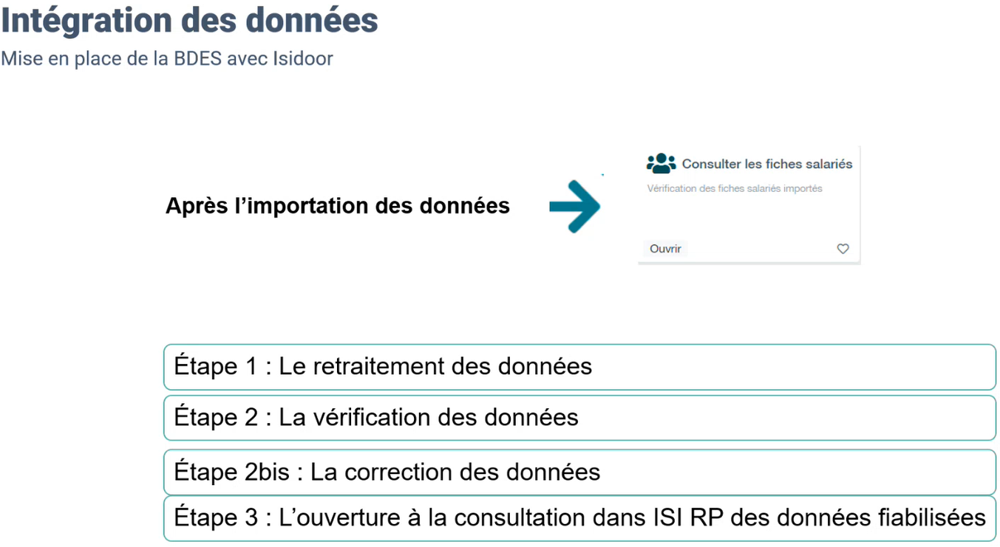 Intégration des données
Mise en place de la BDES avec Isidoor
Consulter les fiches salariés
Vérification des fiches salariés importés
Après l’importation des données
Ouvrir
Étape 1 : Le retraitement des données
Étape 2 : La vérification des données
Étape 2bis : La correction des données
Étape 3 : L’ouverture à la consultation dans ISI RP des données fiabilisées